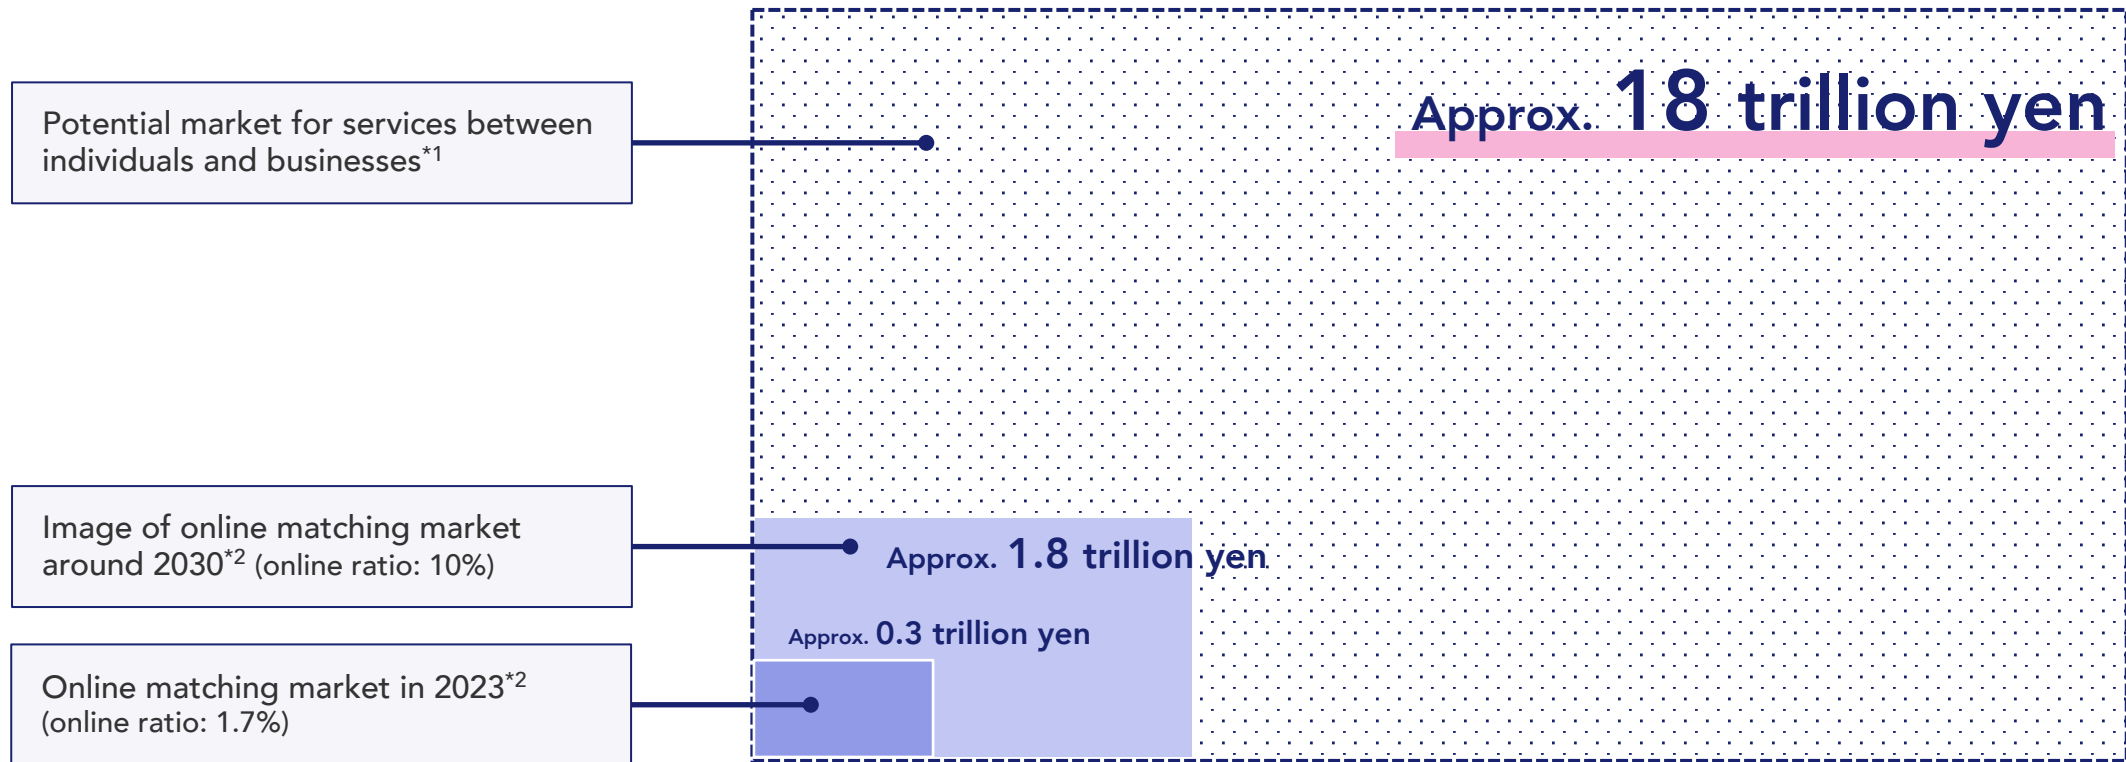 Potential market for services between
individuals and businesses*1
Approx. 18 trillion yen
Image of online matching market
around 2030*2 (online ratio: 10%)
Approx. 1.8 trillion yen
Approx. 0.3 trillion yen
Online matching market in 2023*2
(online ratio: 1.7%)